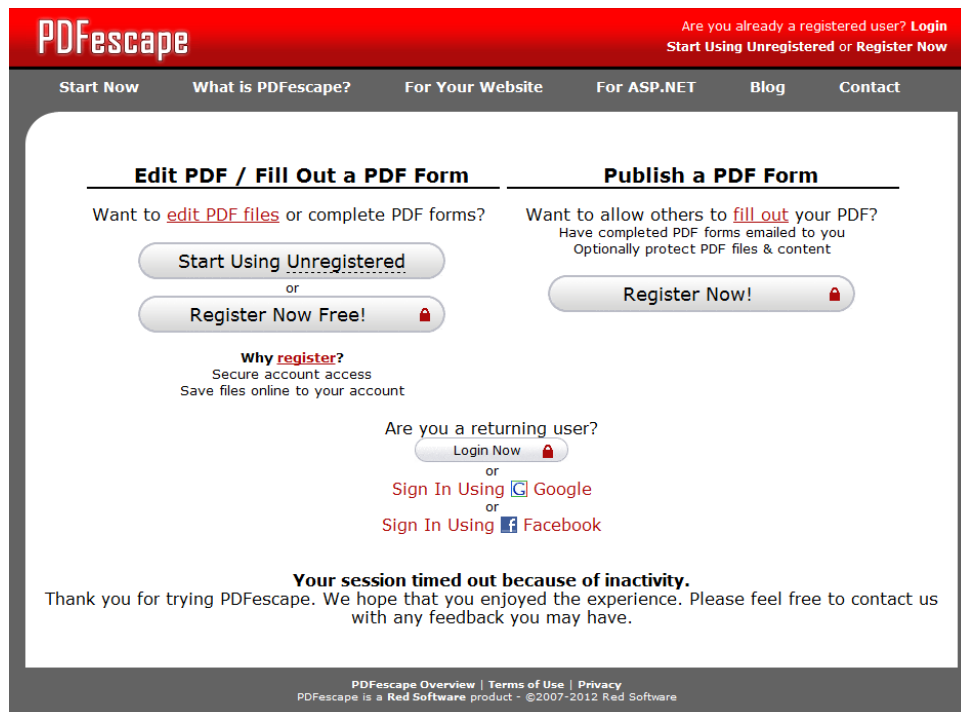 PDFescape
Are you already a registered user? Login
Start Using Unregistered or Register Now
Start Now What is PDFescape? For Your Website For ASP.NET Blog Contact
Edit PDF / Fill Out a PDF Form
Want to edit PDF files or complete PDF forms?
Start Using Unregistered
or
Register Now Free!
Why register?
Secure account access
Save files online to your account
Publish a PDF Form
Want to allow others to fill out your PDF?
Have completed PDF forms emailed to you
Optionally protect PDF files & content
Register Now!
Are you a returning user?
Login Now
or
Sign In Using G Google
or
Sign In Using f Facebook
Your session timed out because of inactivity.
Thank you for trying PDFescape. We hope that you enjoyed the experience. Please feel free to contact us
with any feedback you may have.
PDFescape Overview | Terms of Use | Privacy
PDFescape is a Red Software product - ©2007-2012 Red Software